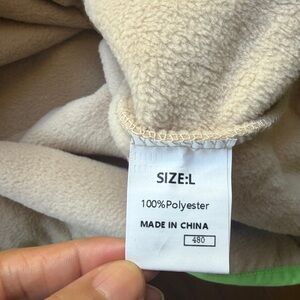 SIZE:L
100%Polyester
MADE IN CHINA
480